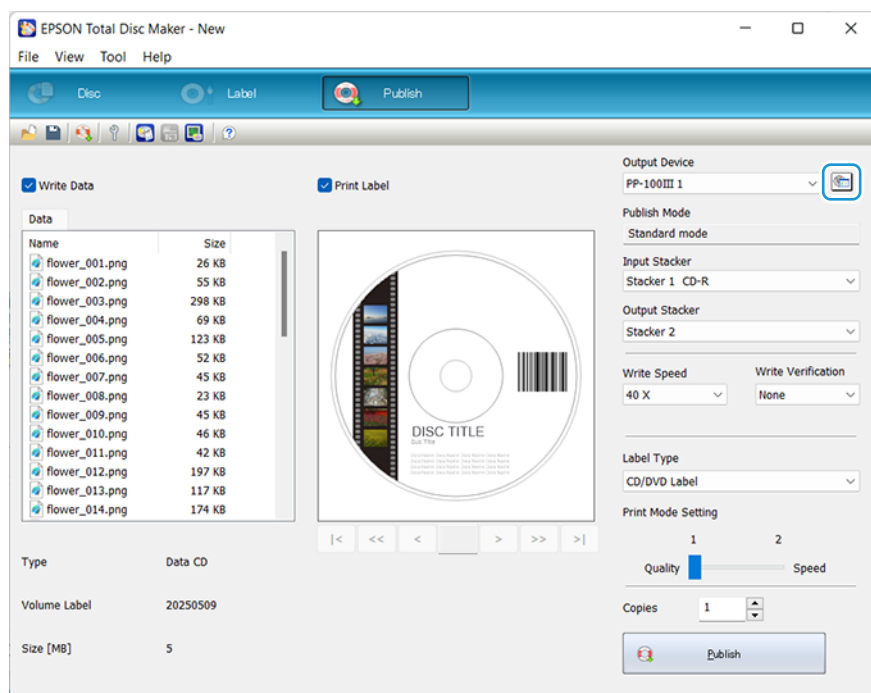 EPSON Total Disc Maker - New
File View Tool Help
Disc Label Publish
Write Data
Data
Name Size
flower_001.png 26 KB
flower_002.png 55 KB
flower_003.png 298 KB
flower_004.png 69 KB
flower_005.png 123 KB
flower_006.png 52 KB
flower_007.png 45 KB
flower_008.png 23 KB
flower_009.png 45 KB
flower_010.png 46 KB
flower_011.png 42 KB
flower_012.png 197 KB
flower_013.png 117 KB
flower_014.png 174 KB
Type Data CD
Volume Label 20250509
Size [MB] 5
Print Label
DISC TITLE
|< << < > >> >|
Output Device
PP-100III 1
Publish Mode
Standard mode
Input Stacker
Stacker 1 CD-R
Output Stacker
Stacker 2
Write Speed Write Verification
40 X None
Label Type
CD/DVD Label
Print Mode Setting
1 2
Quality Speed
Copies 1
Publish